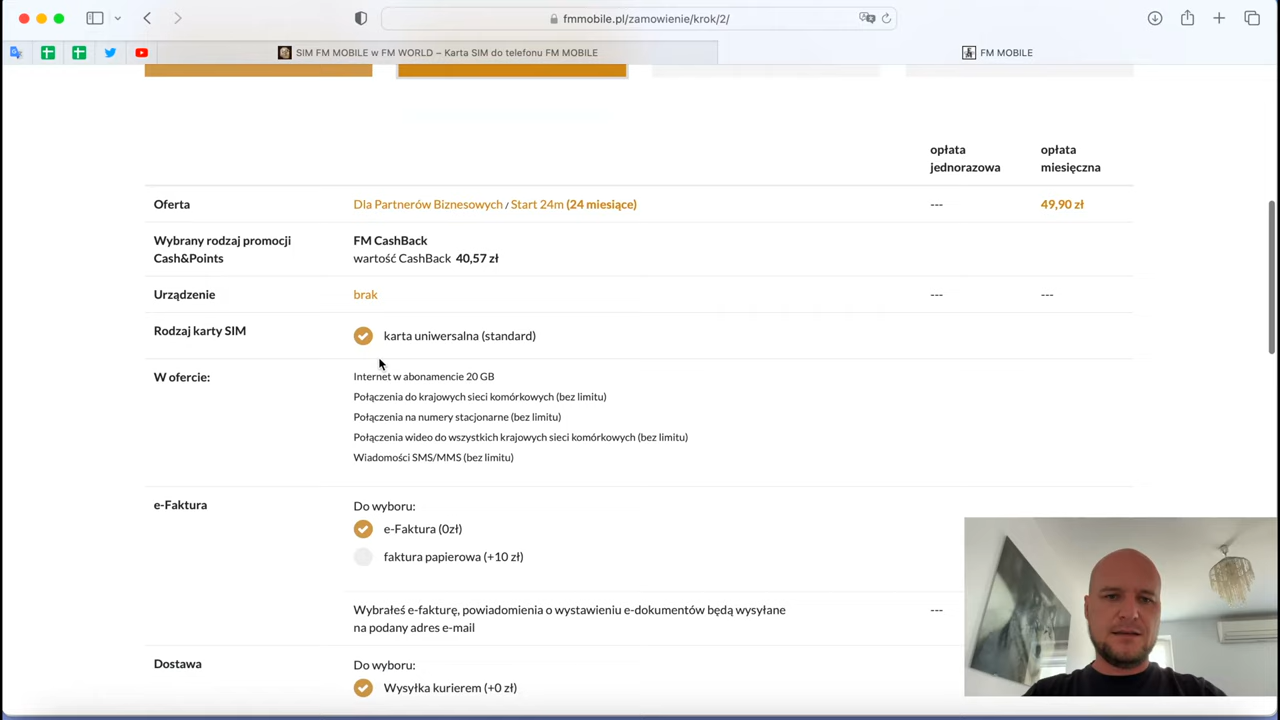 fmmobile.pl/zamowienie/krok/2/
SIM FM MOBILE w FM WORLD – Karta SIM do telefonu FM MOBILE
FM MOBILE
opłata
jednorazowa
opłata
miesięczna
Oferta
Dla Partnerów Biznesowych / Start 24m (24 miesiące)
---
49,90 zł
Wybrany rodzaj promocji
Cash&Points
FM CashBack
wartość CashBack 40,57 zł
Urządzenie
brak
---
---
Rodzaj karty SIM
karta uniwersalna (standard)
W ofercie:
Internet w abonamencie 20 GB
Połączenia do krajowych sieci komórkowych (bez limitu)
Połączenia na numery stacjonarne (bez limitu)
Połączenia wideo do wszystkich krajowych sieci komórkowych (bez limitu)
Wiadomości SMS/MMS (bez limitu)
e-Faktura
Do wyboru:
e-Faktura (0zł)
faktura papierowa (+10 zł)
Wybrałeś e-fakturę, powiadomienia o wystawieniu e-dokumentów będą wysyłane
na podany adres e-mail
---
Dostawa
Do wyboru:
Wysyłka kurierem (+0 zł)